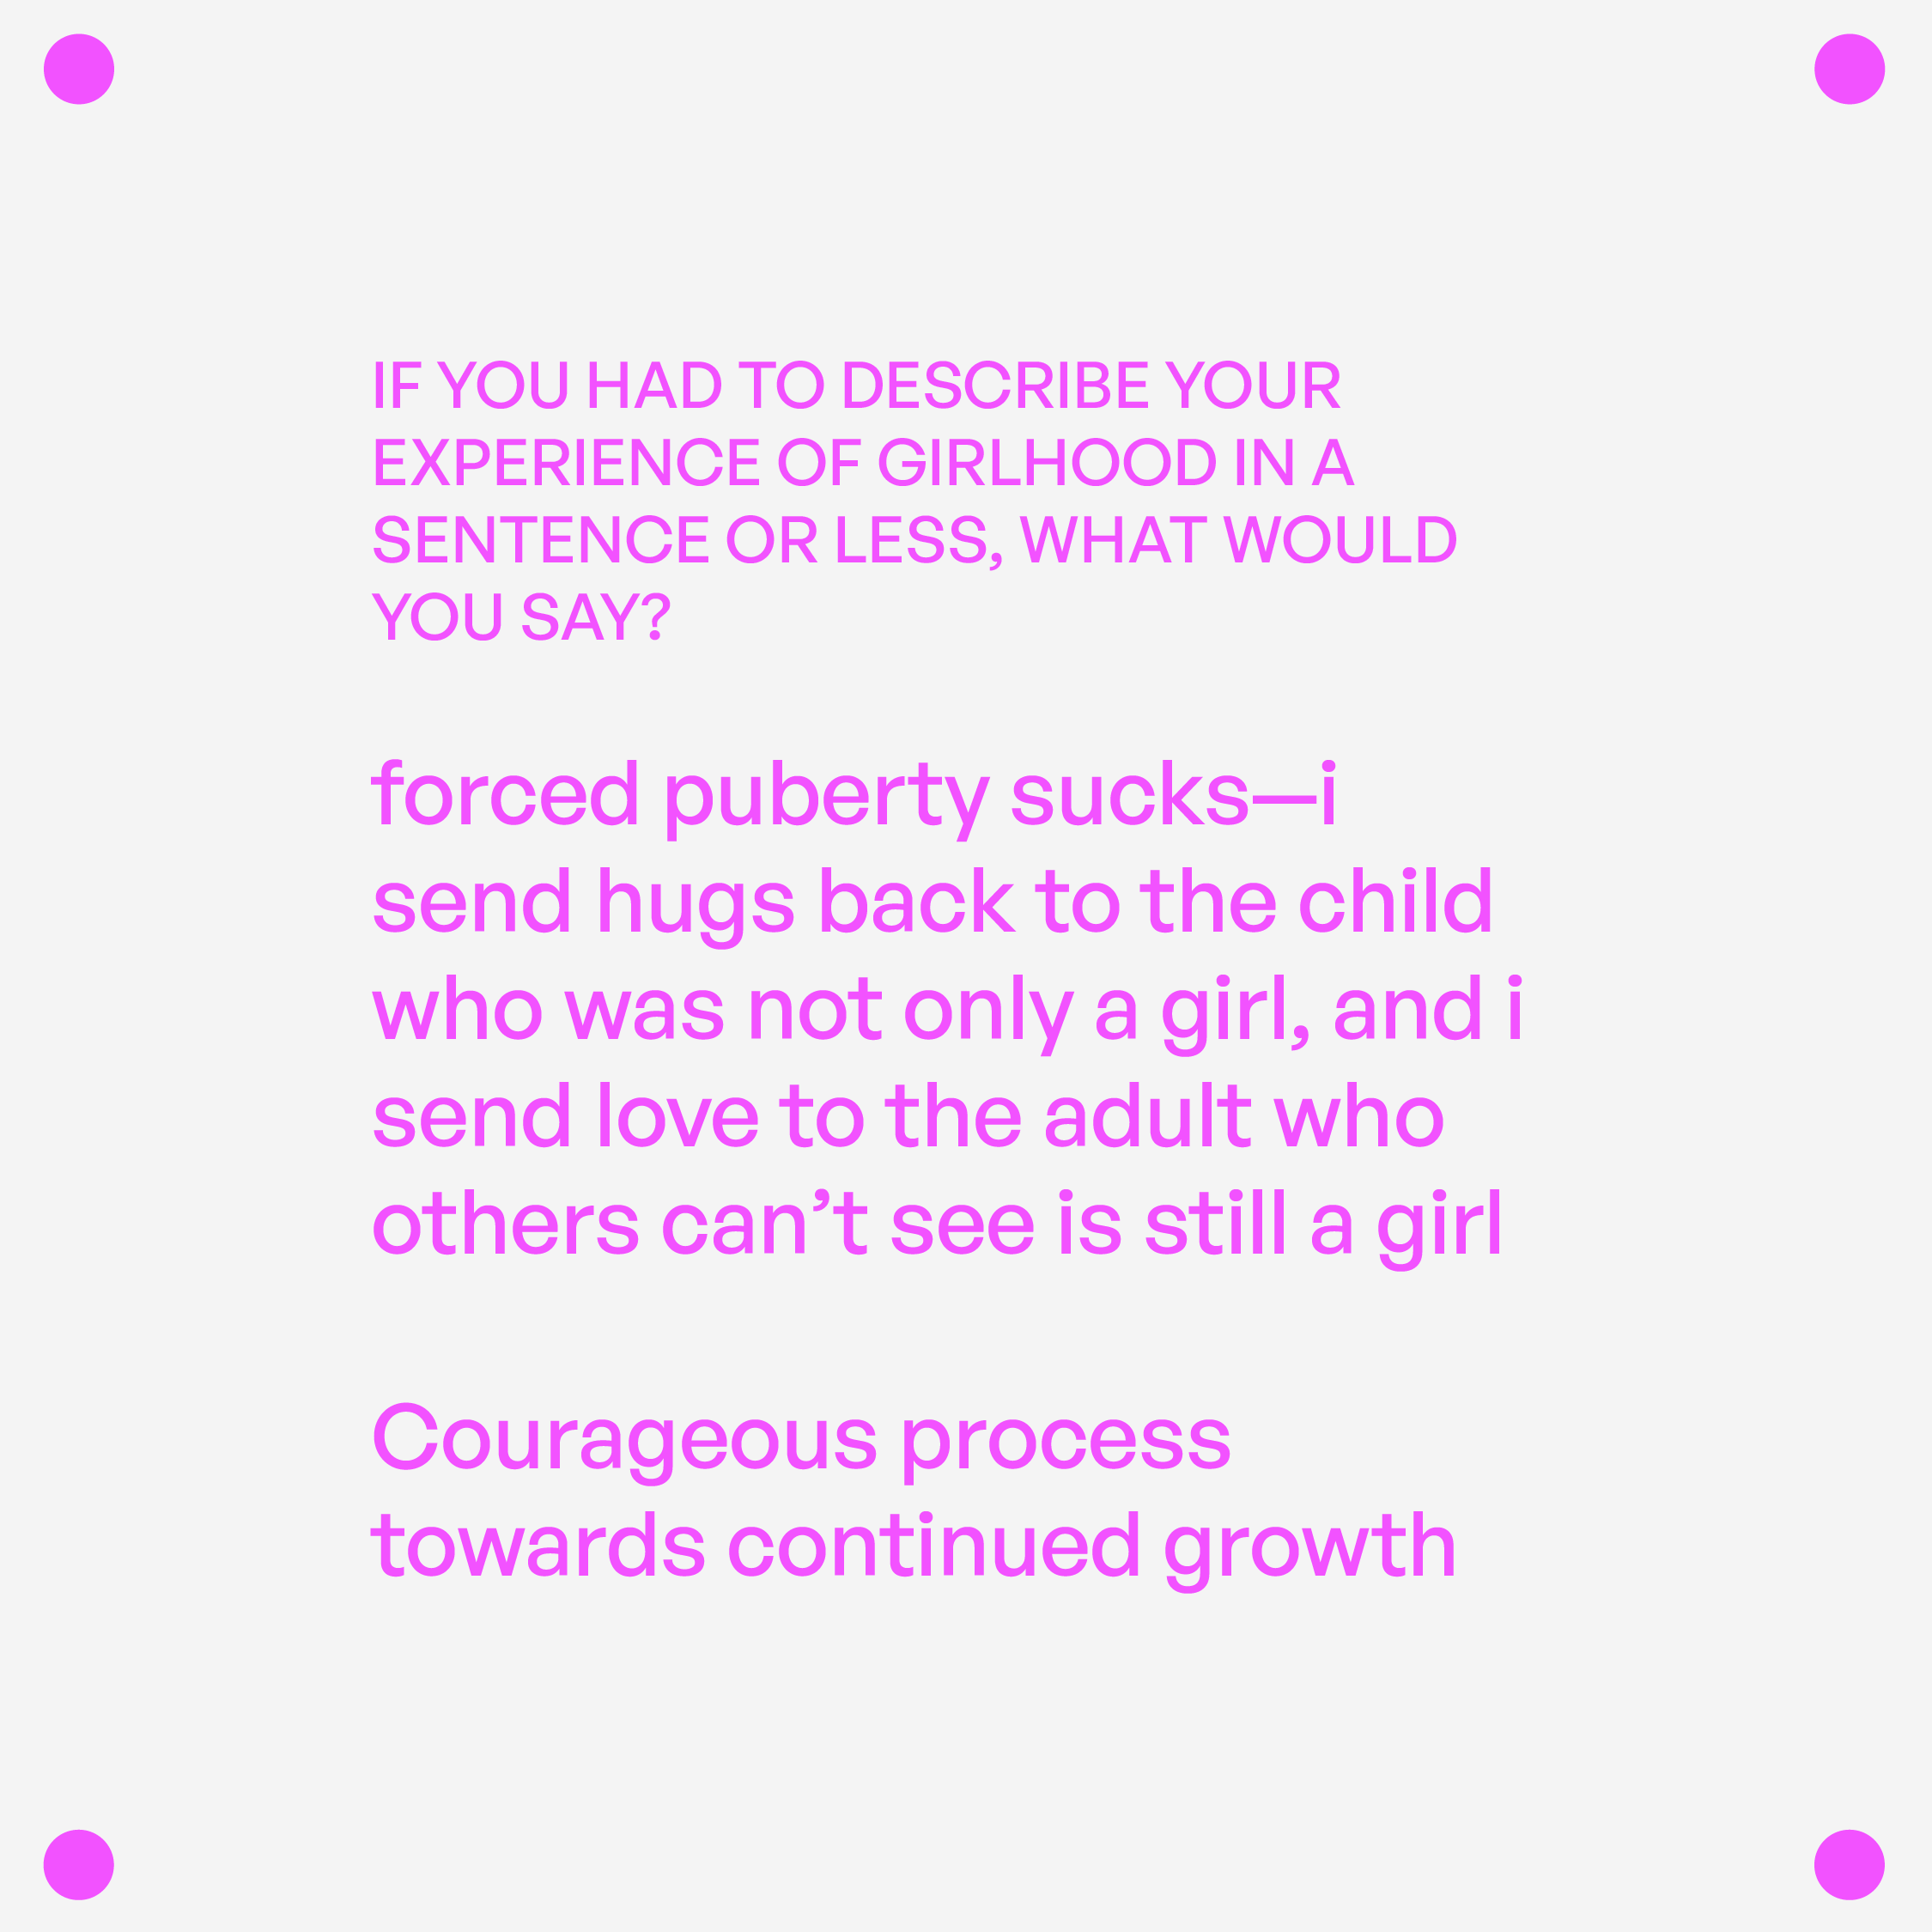 IF YOU HAD TO DESCRIBE YOUR
EXPERIENCE OF GIRLHOOD IN A
SENTENCE OR LESS, WHAT WOULD
YOU SAY?
forced puberty sucks—i
send hugs back to the child
who was not only a girl, and i
send love to the adult who
others can’t see is still a girl
Courageous process
towards continued growth